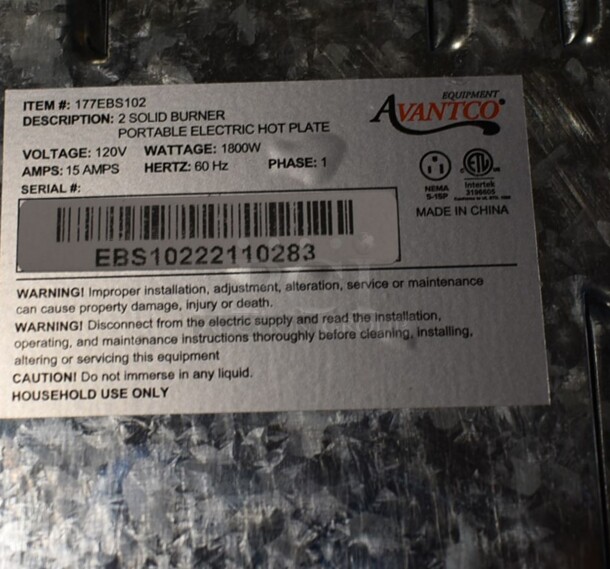 ITEM #: 177EBS102
DESCRIPTION: 2 SOLID BURNER
PORTABLE ELECTRIC HOT PLATE
VOLTAGE: 120V WATTAGE: 1800W
AMPS: 15 AMPS HERTZ: 60 Hz PHASE: 1
SERIAL #:
EQUIPMENT
AVANTCO
ETL
NEMA
5-15P
Intertek
3196605
MADE IN CHINA
EBS10222110283
WARNING! Improper installation, adjustment, alteration, service or maintenance
can cause property damage, injury or death.
WARNING! Disconnect from the electric supply and read the installation,
operating, and maintenance instructions thoroughly before cleaning, installing,
altering or servicing this equipment
CAUTION! Do not immerse in any liquid.
HOUSEHOLD USE ONLY